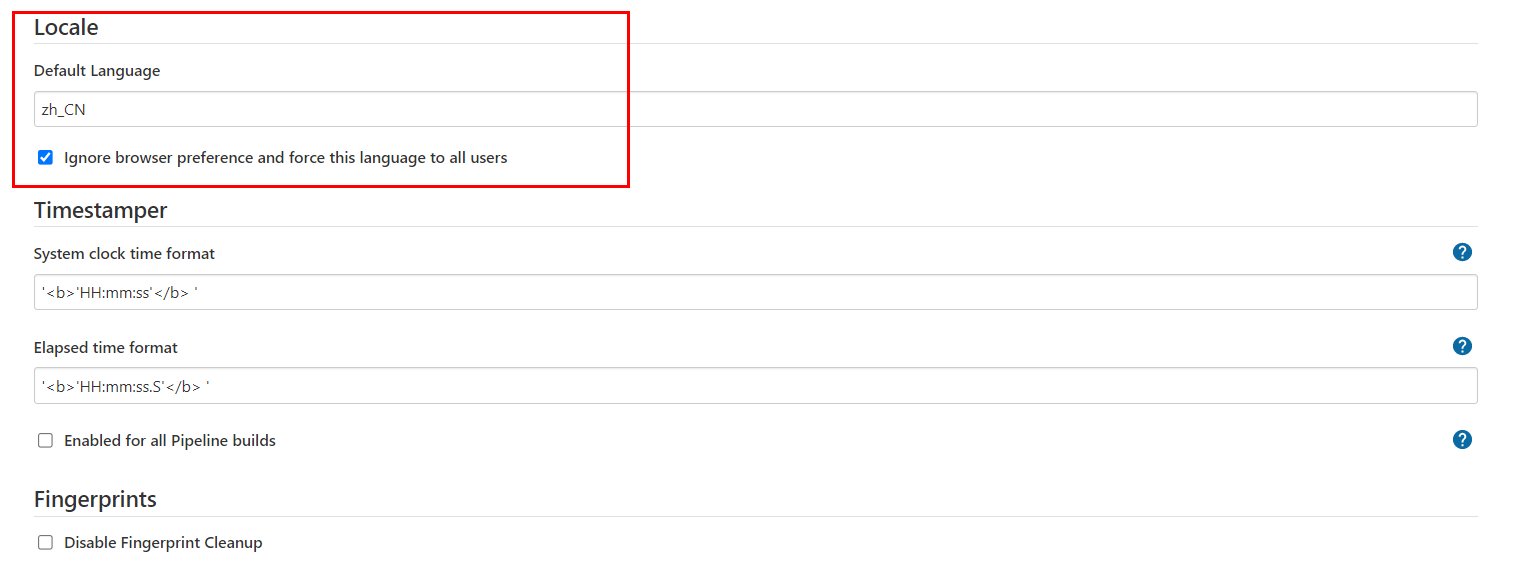 Locale
Default Language
zh_CN
Ignore browser preference and force this language to all users
Timestamper
System clock time format
?
'<b>'HH:mm:ss'</b> '
Elapsed time format
?
'<b>'HH:mm:ss.S'</b> '
Enabled for all Pipeline builds
?
Fingerprints
Disable Fingerprint Cleanup